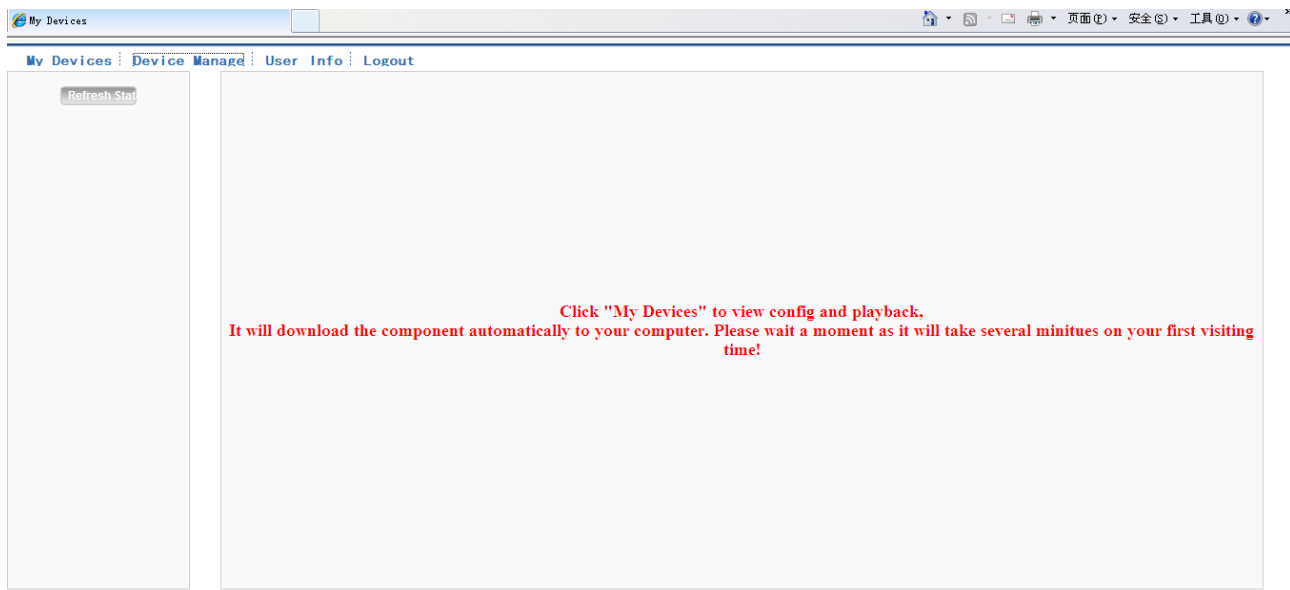 My Devices
页面(P) 安全(S) 工具(O)
My Devices Device Manage User Info Logout
Refresh Stat
Click "My Devices" to view config and playback,
It will download the component automatically to your computer. Please wait a moment as it will take several minitues on your first visiting
time!